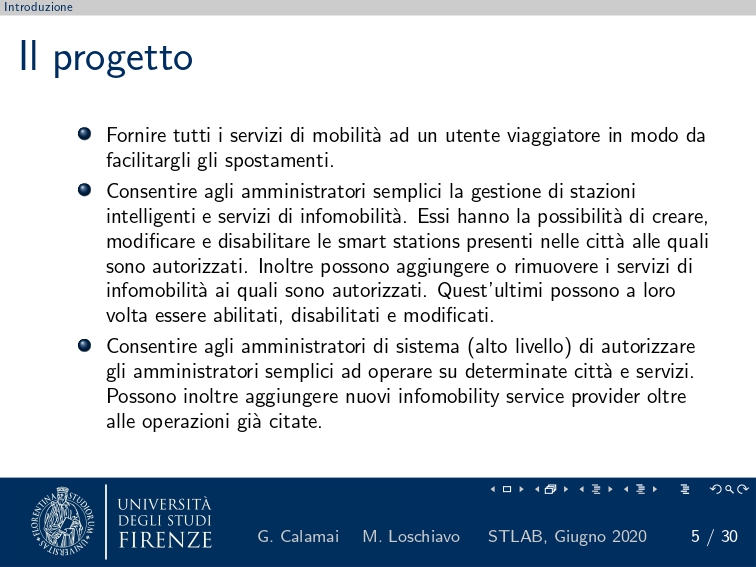 Introduzione
Il progetto
Fornire tutti i servizi di mobilità ad un utente viaggiatore in modo da
facilitargli gli spostamenti.
Consentire agli amministratori semplici la gestione di stazioni
intelligenti e servizi di infomobilità. Essi hanno la possibilità di creare,
modificare e disabilitare le smart stations presenti nelle città alle quali
sono autorizzati. Inoltre possono aggiungere o rimuovere i servizi di
infomobilità ai quali sono autorizzati. Quest'ultimi possono a loro
volta essere abilitati, disabilitati e modificati.
Consentire agli amministratori di sistema (alto livello) di autorizzare
gli amministratori semplici ad operare su determinate città e servizi.
Possono inoltre aggiungere nuovi infomobility service provider oltre
alle operazioni già citate.
FLORENTINA STUDIORUM UNIVERSITAS
UNIVERSITÀ
DEGLI STUDI
FIRENZE
G. Calamai M. Loschiavo STLAB, Giugno 2020 5 / 30